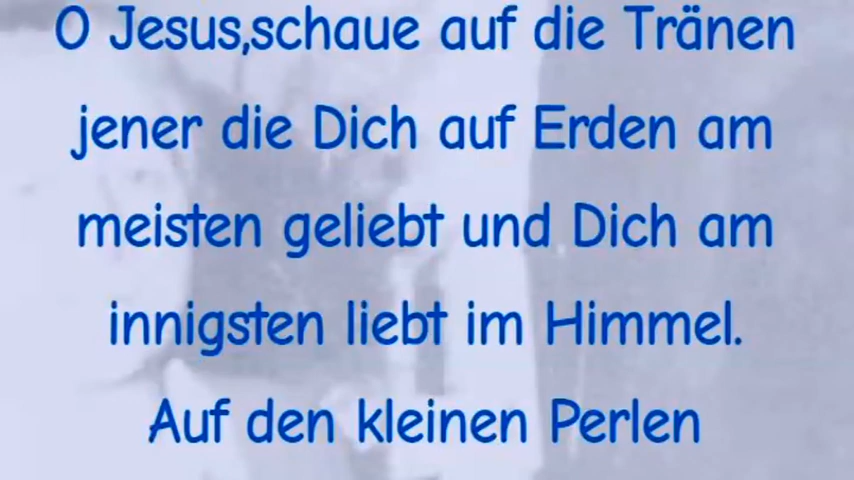 O Jesus,schaue auf die Tränen
jener die Dich auf Erden am
meisten geliebt und Dich am
innigsten liebt im Himmel.
Auf den kleinen Perlen